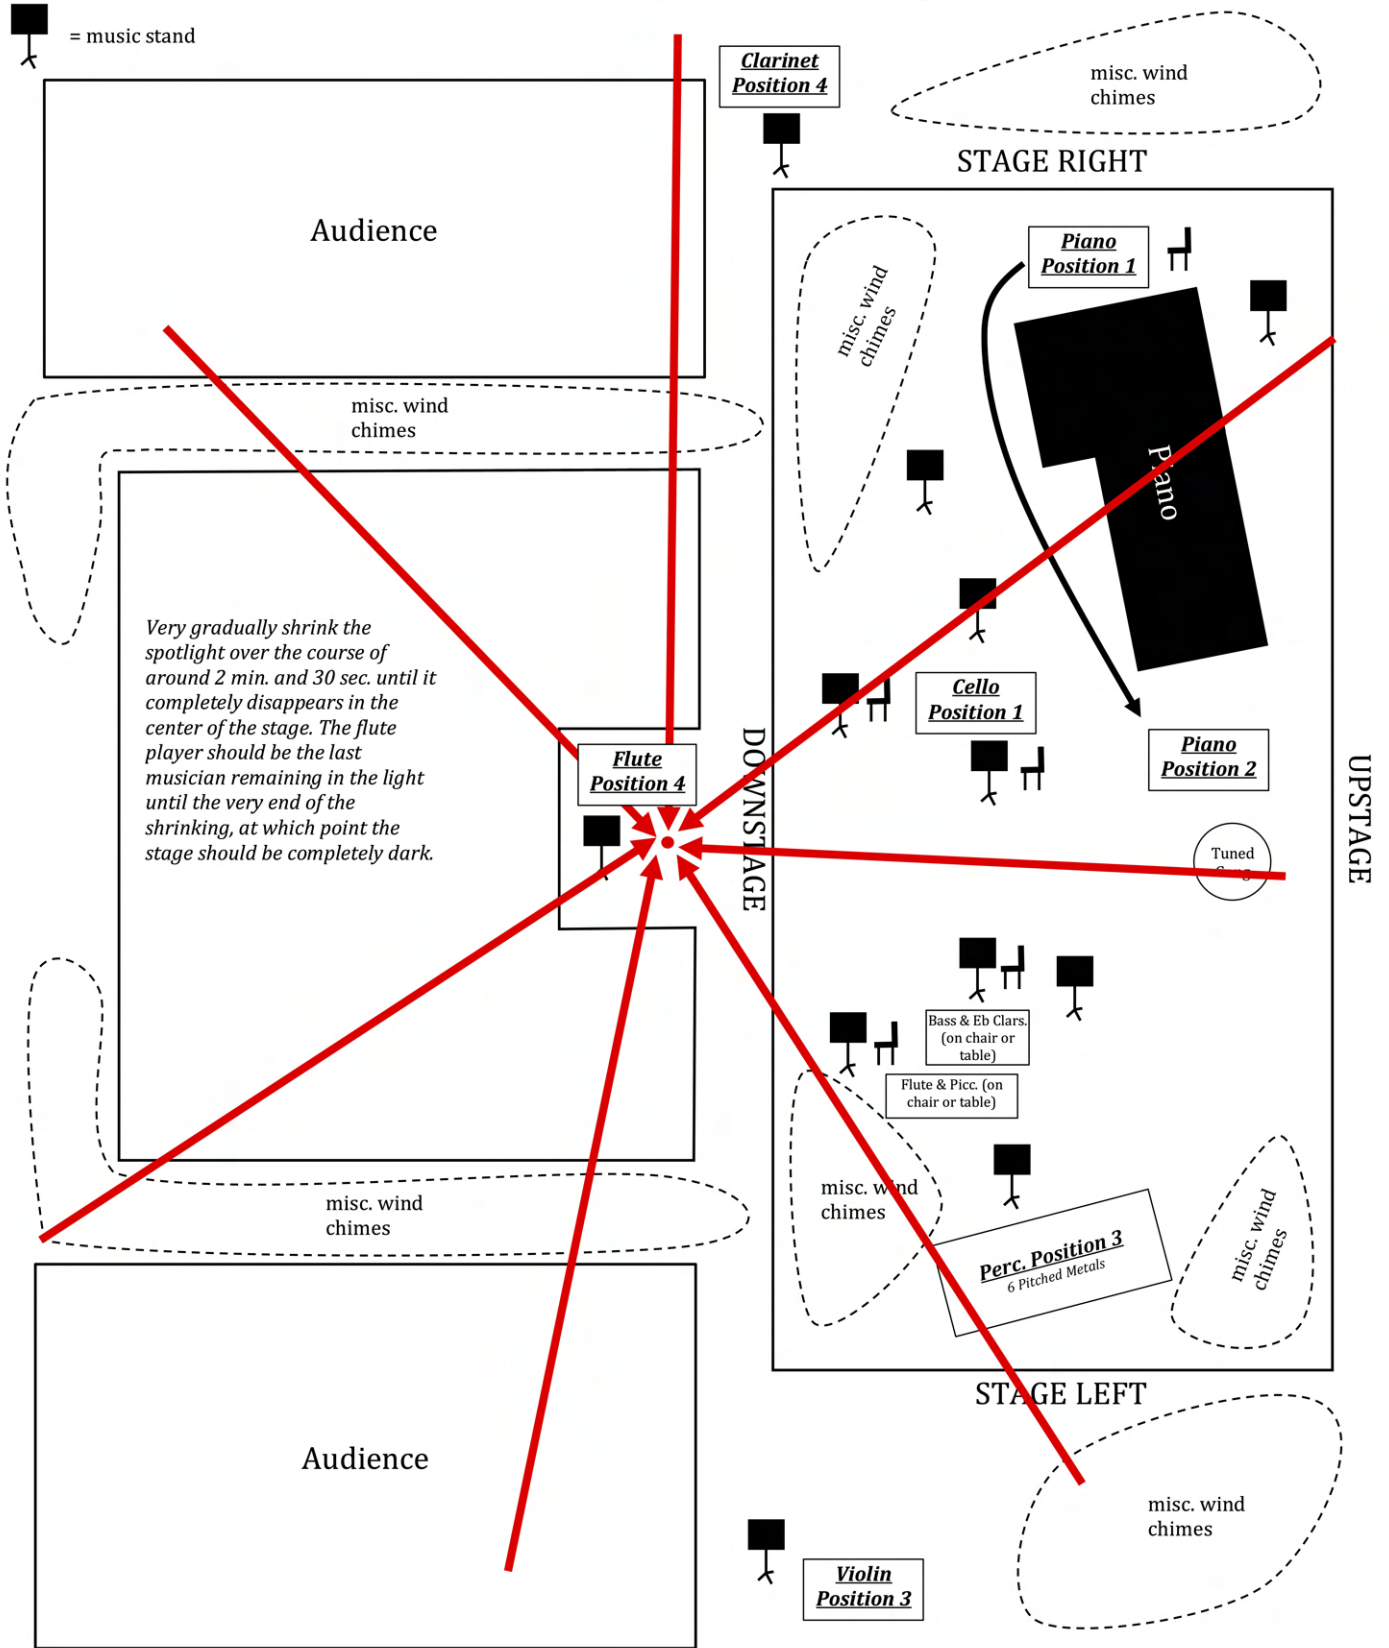 = music stand
Clarinet
Position 4
misc. wind
chimes
STAGE RIGHT
Audience
Piano
Position 1
misc. wind
chimes
misc. wind
chimes
Piano
Very gradually shrink the
spotlight over the course of
around 2 min. and 30 sec. until it
completely disappears in the
center of the stage. The flute
player should be the last
musician remaining in the light
until the very end of the
shrinking, at which point the
stage should be completely dark.
Cello
Position 1
Flute
Position 4
DOWNSTAGE
Piano
Position 2
UPSTAGE
Tuned
Gong
Bass & Eb Clars.
(on chair or
table)
Flute & Picc. (on
chair or table)
misc. wind
chimes
misc. wind
chimes
Perc. Position 3
6 Pitched Metals
misc. wind
chimes
STAGE LEFT
Audience
misc. wind
chimes
Violin
Position 3